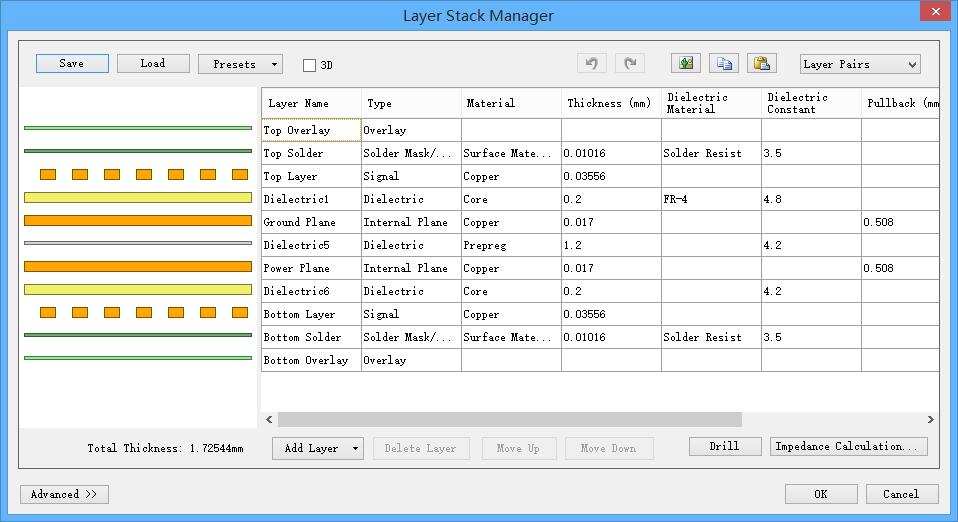 Layer Stack Manager
Save Load Presets 3D Layer Pairs
Layer Name Type Material Thickness (mm) Dielectric Material Dielectric Constant Pullback (mm
Top Overlay Overlay
Top Solder Solder Mask/... Surface Mate... 0.01016 Solder Resist 3.5
Top Layer Signal Copper 0.03556
Dielectric1 Dielectric Core 0.2 FR-4 4.8
Ground Plane Internal Plane Copper 0.017 0.508
Dielectric5 Dielectric Prepreg 1.2 4.2
Power Plane Internal Plane Copper 0.017 0.508
Dielectric6 Dielectric Core 0.2 4.2
Bottom Layer Signal Copper 0.03556
Bottom Solder Solder Mask/... Surface Mate... 0.01016 Solder Resist 3.5
Bottom Overlay Overlay
Total Thickness: 1.72544mm Add Layer Delete Layer Move Up Move Down Drill Impedance Calculation...
Advanced >> OK Cancel